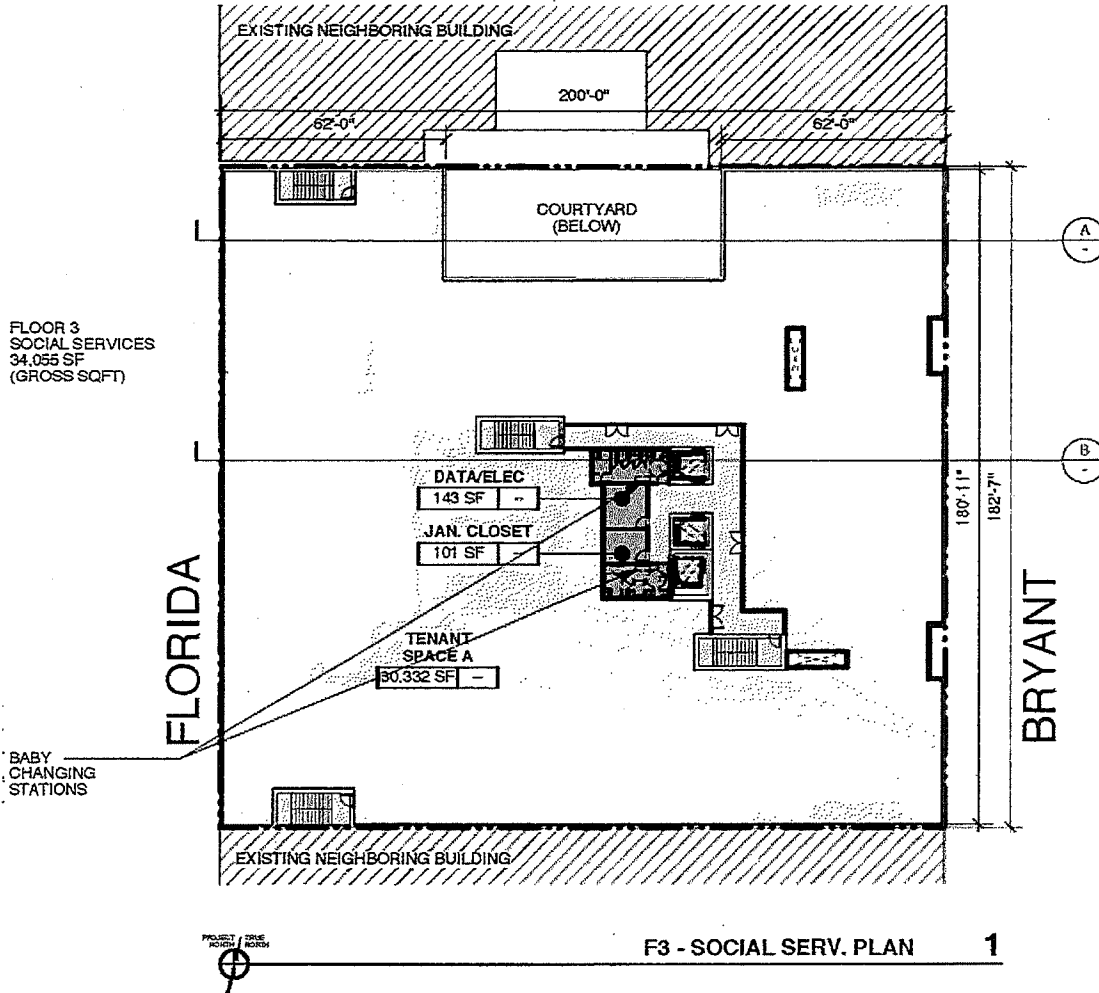 EXISTING NEIGHBORING BUILDING
200'-0"
62'-0"
62'-0"
COURTYARD
(BELOW)
A
-
FLOOR 3
SOCIAL SERVICES
34,055 SF
(GROSS SQFT)
B
-
DATA/ELEC
143 SF
JAN. CLOSET
101 SF –
180'-11"
182'-7"
FLORIDA
BRYANT
TENANT
SPACE A
30,332 SF –
BABY
CHANGING
STATIONS
EXISTING NEIGHBORING BUILDING
PROJECT NORTH / TRUE NORTH
F3 - SOCIAL SERV. PLAN 1